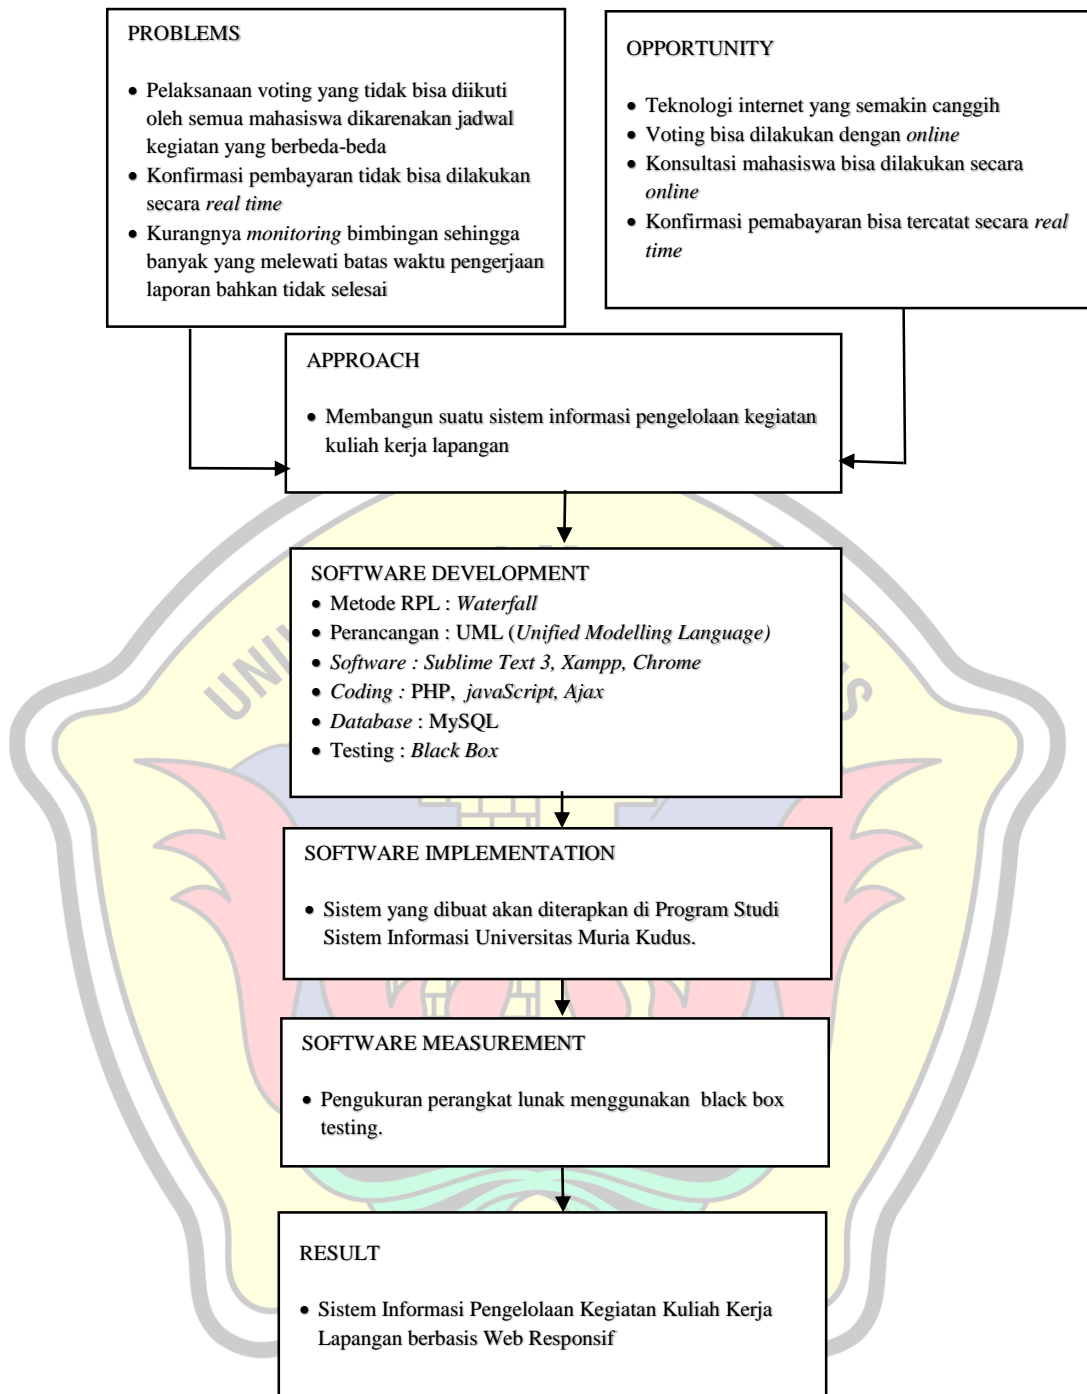 PROBLEMS
• Pelaksanaan voting yang tidak bisa diikuti
oleh semua mahasiswa dikarenakan jadwal
kegiatan yang berbeda-beda
• Konfirmasi pembayaran tidak bisa dilakukan
secara real time
• Kurangnya monitoring bimbingan sehingga
banyak yang melewati batas waktu pengerjaan
laporan bahkan tidak selesai
OPPORTUNITY
• Teknologi internet yang semakin canggih
• Voting bisa dilakukan dengan online
• Konsultasi mahasiswa bisa dilakukan secara
online
• Konfirmasi pemabayaran bisa tercatat secara real
time
APPROACH
• Membangun suatu sistem informasi pengelolaan kegiatan
kuliah kerja lapangan
SOFTWARE DEVELOPMENT
• Metode RPL : Waterfall
• Perancangan : UML (Unified Modelling Language)
• Software : Sublime Text 3, Xampp, Chrome
• Coding : PHP, javaScript, Ajax
• Database : MySQL
• Testing : Black Box
SOFTWARE IMPLEMENTATION
• Sistem yang dibuat akan diterapkan di Program Studi
Sistem Informasi Universitas Muria Kudus.
SOFTWARE MEASUREMENT
• Pengukuran perangkat lunak menggunakan black box
testing.
RESULT
• Sistem Informasi Pengelolaan Kegiatan Kuliah Kerja
Lapangan berbasis Web Responsif